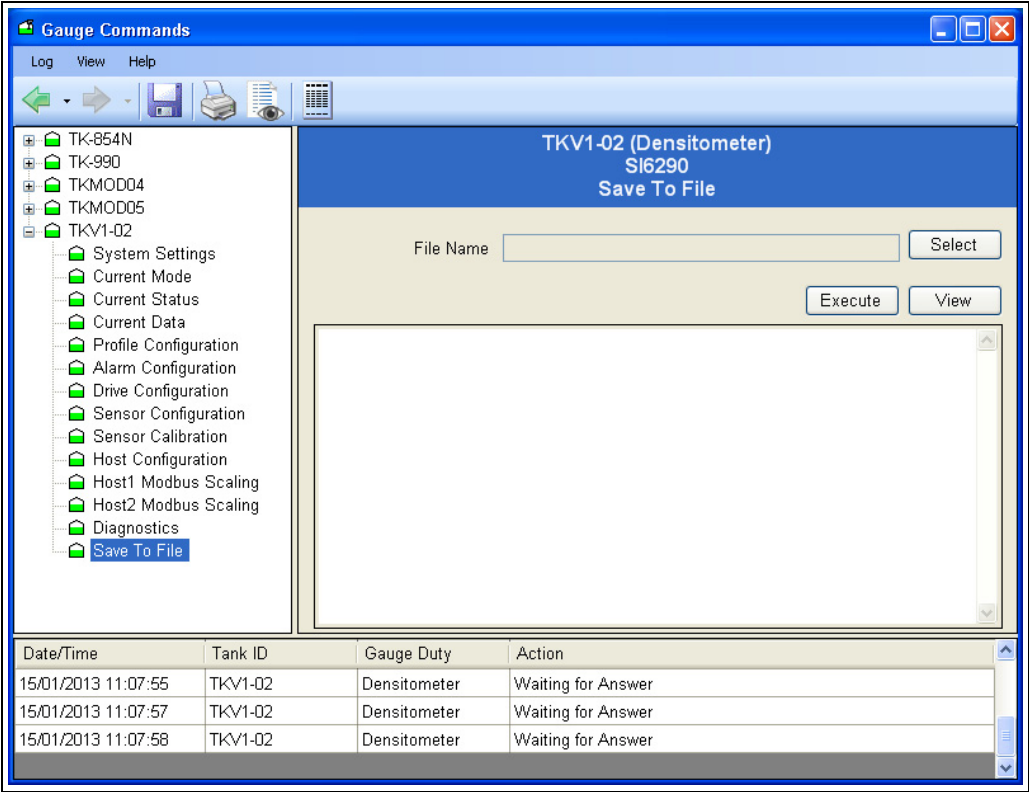 Gauge Commands
Log View Help
TK-854N
TK-990
TKMOD04
TKMOD05
TKV1-02
System Settings
Current Mode
Current Status
Current Data
Profile Configuration
Alarm Configuration
Drive Configuration
Sensor Configuration
Sensor Calibration
Host Configuration
Host1 Modbus Scaling
Host2 Modbus Scaling
Diagnostics
Save To File
TKV1-02 (Densitometer)
SI6290
Save To File
File Name Select
Execute View
Date/Time Tank ID Gauge Duty Action
15/01/2013 11:07:55 TKV1-02 Densitometer Waiting for Answer
15/01/2013 11:07:57 TKV1-02 Densitometer Waiting for Answer
15/01/2013 11:07:58 TKV1-02 Densitometer Waiting for Answer